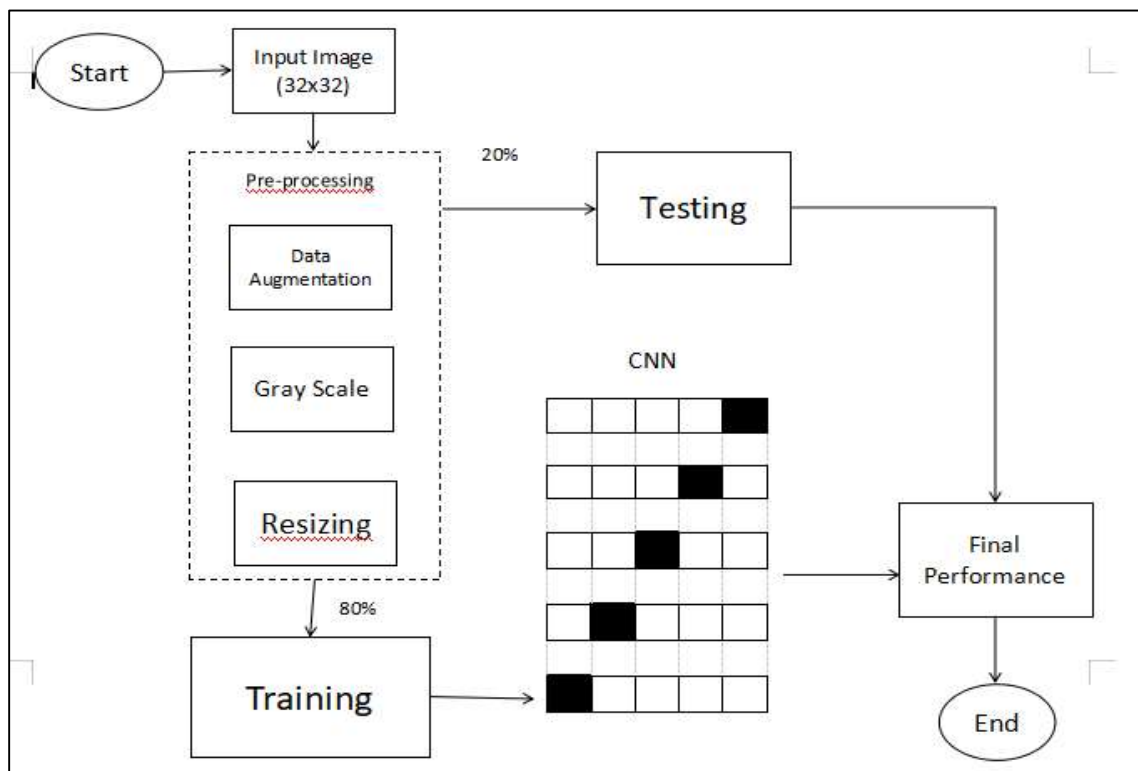 Start
Input Image
(32x32)
Pre-processing
20%
Testing
Data
Augmentation
Gray Scale
CNN
Resizing
Final
Performance
80%
Training
End